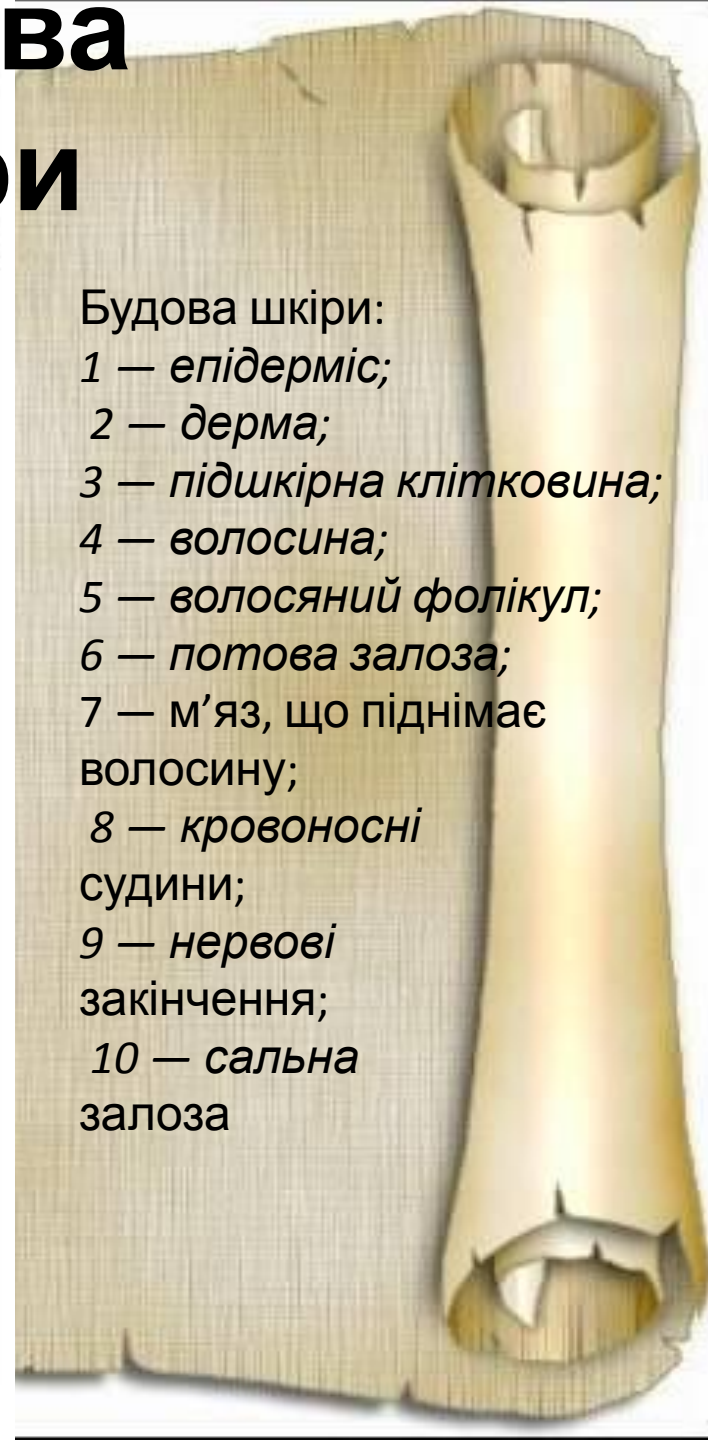 ва
ри
Будова шкіри:
1 — епідерміс;
2 — дерма;
3 — підшкірна клітковина;
4 — волосина;
5 — волосяний фолікул;
6 — потова залоза;
7 — м’яз, що піднімає
волосину;
8 — кровоносні
судини;
9 — нервові
закінчення;
10 — сальна
залоза